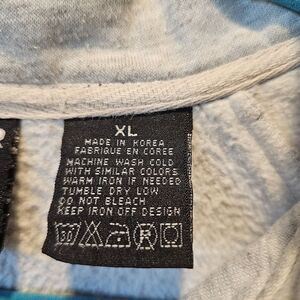 XL
MADE IN KOREA
FABRIQUE EN COREE
MACHINE WASH COLD
WITH SIMILAR COLORS
WARM IRON IF NEEDED
TUMBLE DRY LOW
DO NOT BLEACH
KEEP IRON OFF DESIGN
30